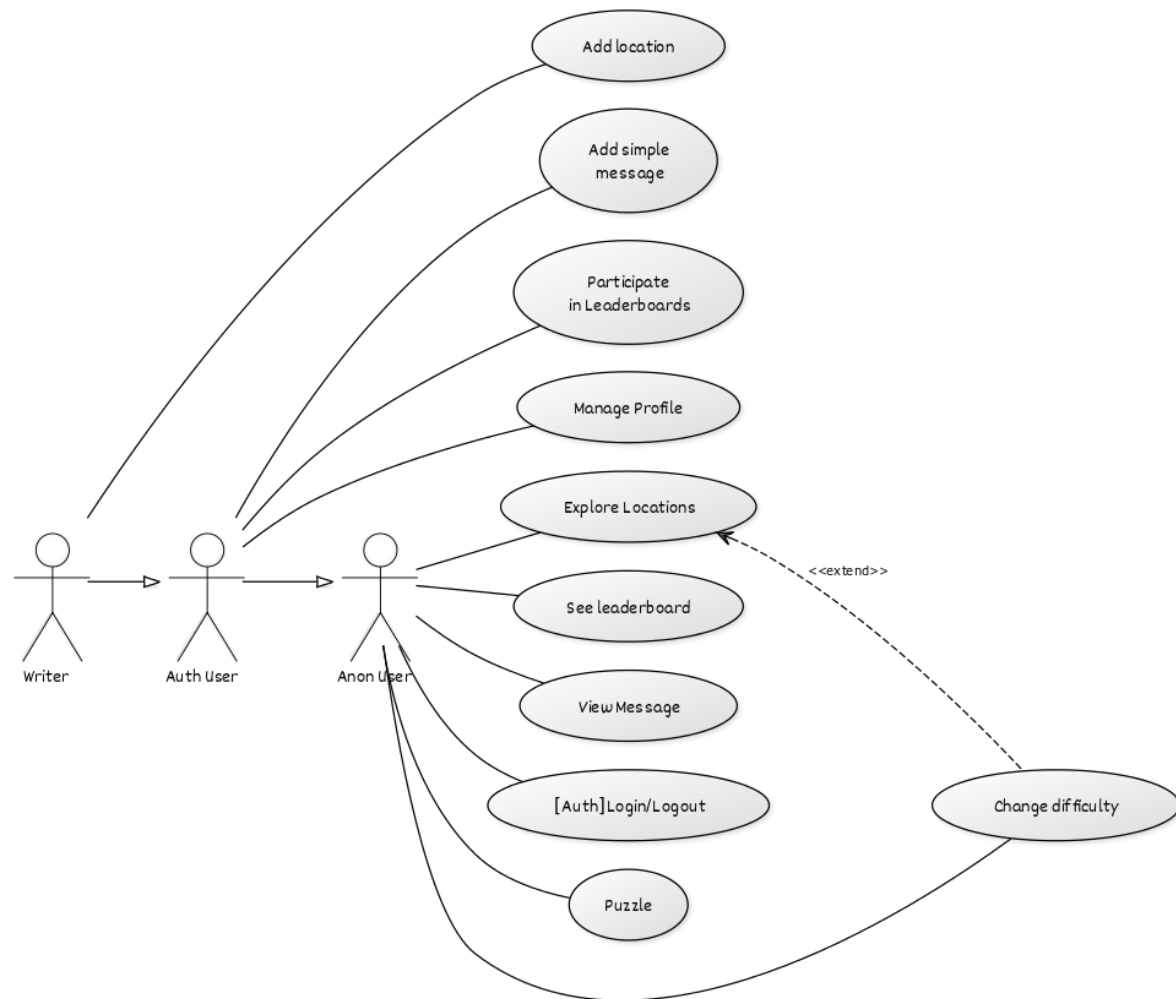 Add location
Add simple
message
Participate
in Leaderboards
Manage Profile
Explore Locations
<<extend>>
See leaderboard
Writer
Auth User
Anon User
View Message
[Auth]Login/Logout
Change difficulty
Puzzle